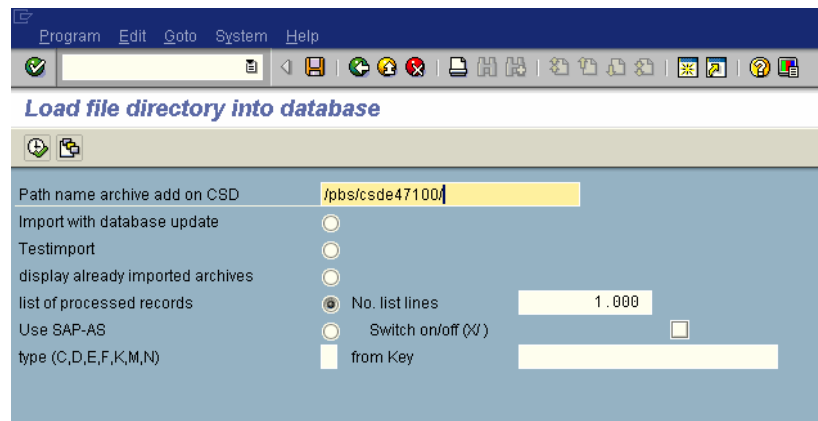 Program Edit Goto System Help
Load file directory into database
Path name archive add on CSD /pbs/csde47100/
Import with database update
Testimport
display already imported archives
list of processed records No. list lines 1.000
Use SAP-AS Switch on/off (X/ )
type (C,D,E,F,K,M,N) from Key